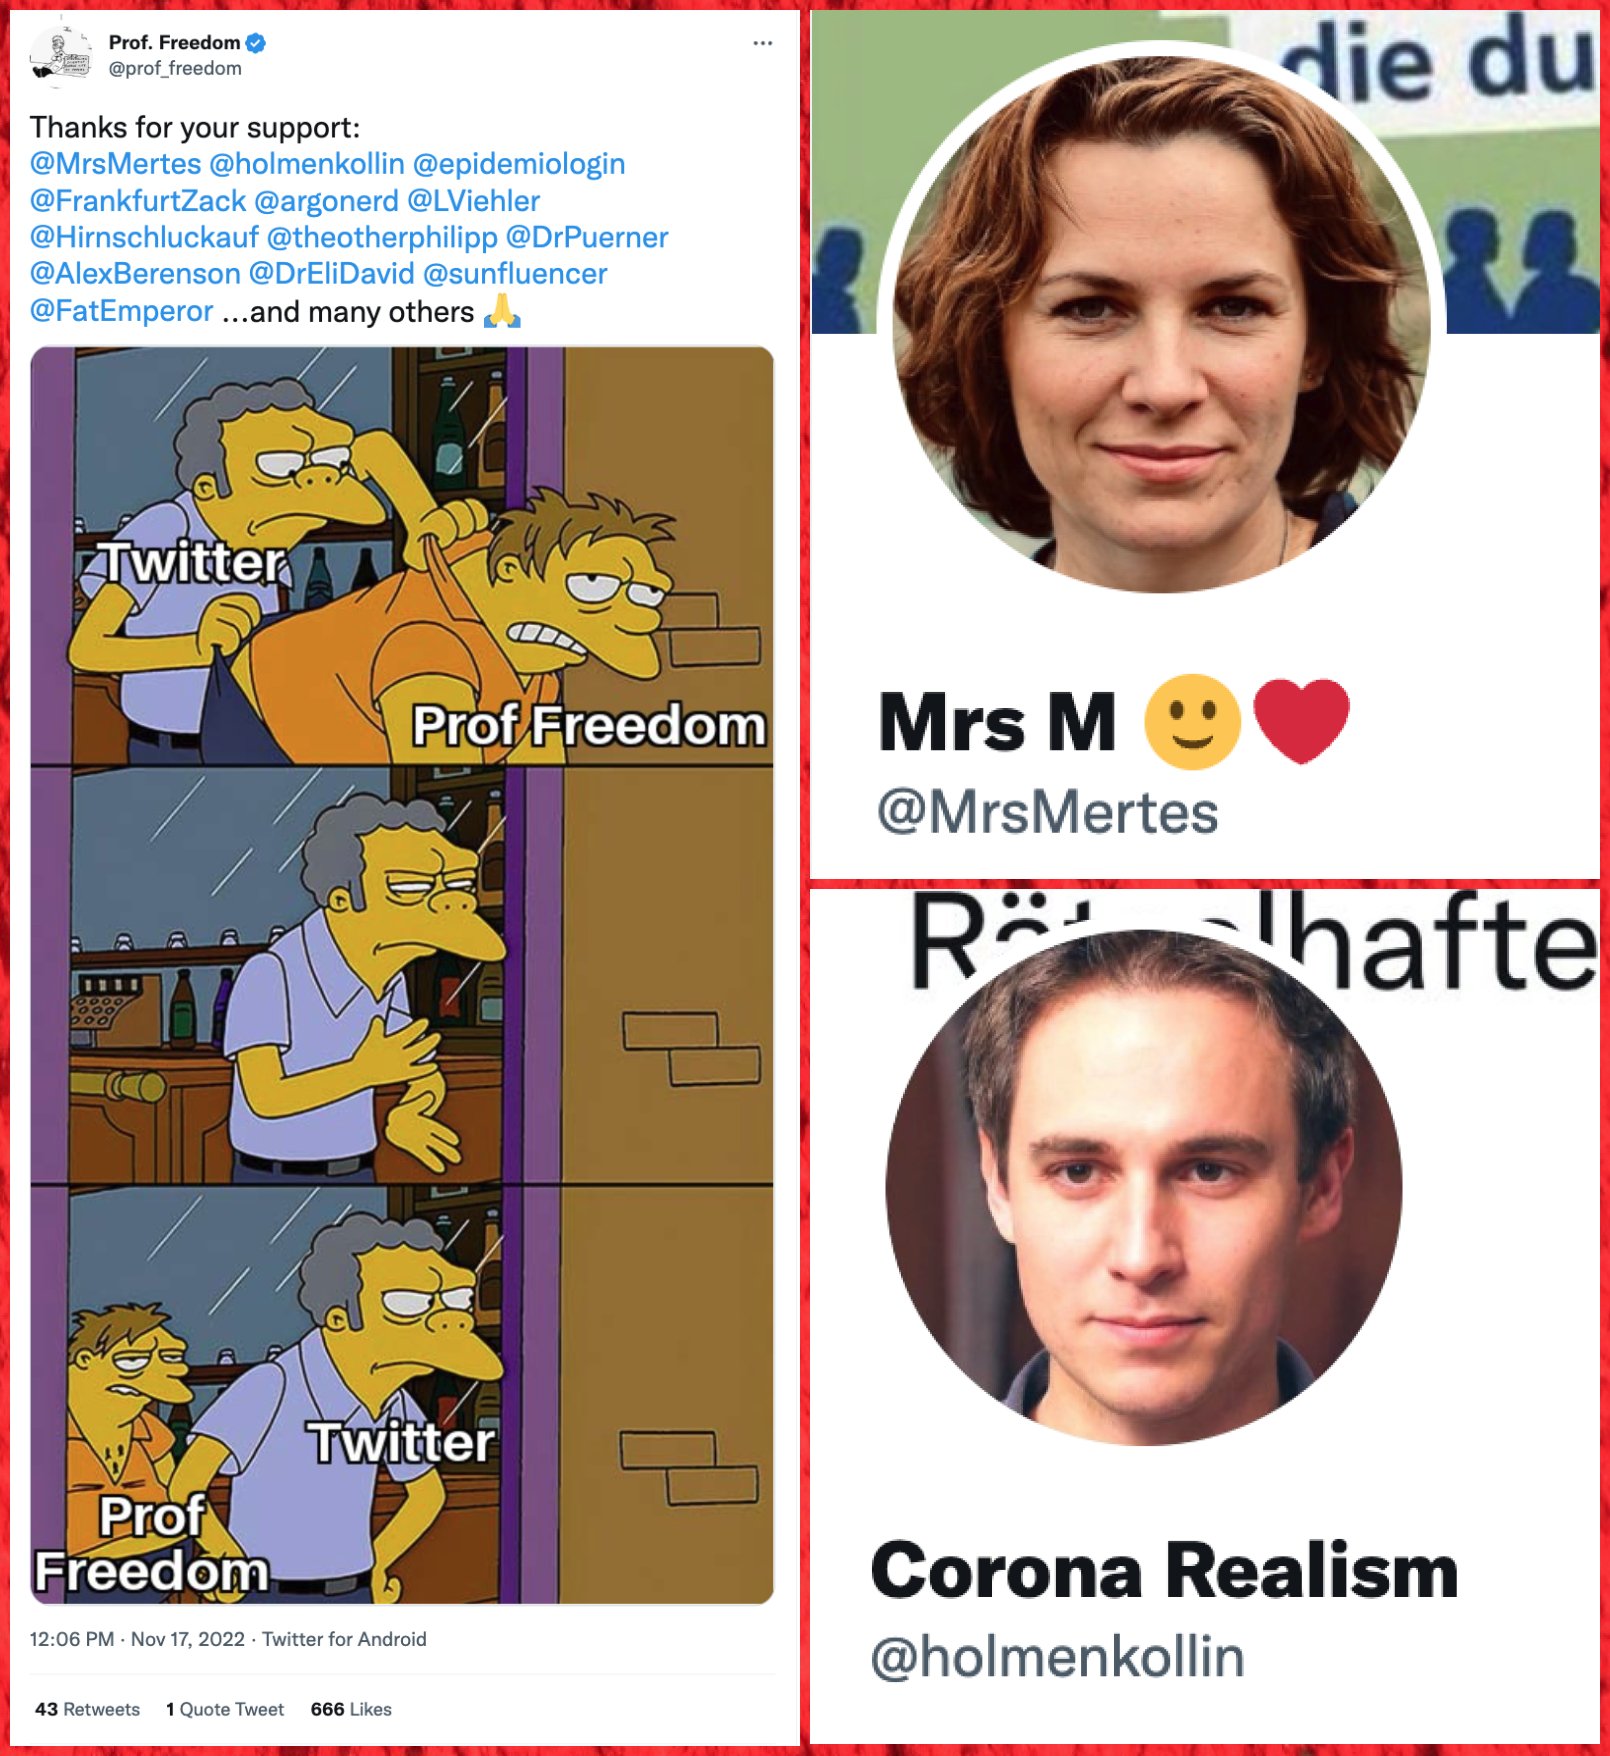 Prof. Freedom
@prof_freedom
Thanks for your support:
@MrsMertes @holmenkollin @epidemiologin
@FrankfurtZack @argonerd @LViehler
@Hirnschluckauf @theotherphilipp @DrPuerner
@AlexBerenson @DrEliDavid @sunfluencer
@FatEmperor ...and many others 🙏
Twitter
Prof Freedom
Twitter
Prof
Freedom
12:06 PM · Nov 17, 2022 · Twitter for Android
43 Retweets 1 Quote Tweet 666 Likes
die du
Mrs M 🙂❤️
@MrsMertes
Corona Realism
@holmenkollin